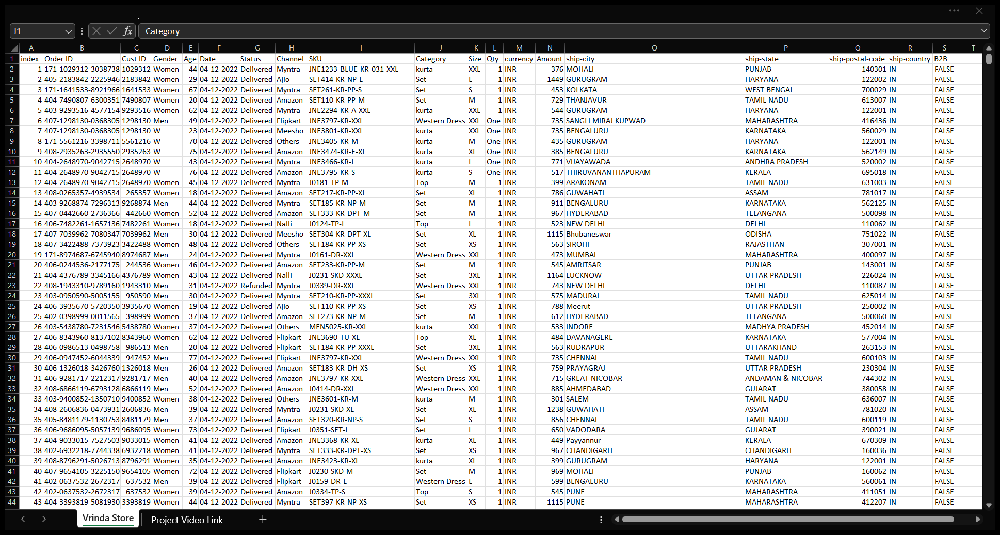 J1 fx Category
A B C D E F G H I J K L M N O P Q R S T
1 index Order ID Cust ID Gender Age Date Status Channel SKU Category Size Qty currency Amount ship-city ship-state ship-postal-code ship-country B2B
2 1 171-1029312-3038738 1029312 Women 44 04-12-2022 Delivered Myntra JNE1233-BLUE-KR-031-XXL kurta XXL 1 INR 376 MOHALI PUNJAB 140301 IN FALSE
3 2 405-2183842-2225946 2183842 Women 29 04-12-2022 Delivered Ajio SET414-KR-NP-L Set L 1 INR 1449 GURUGRAM HARYANA 122002 IN FALSE
4 3 171-1641533-8921966 1641533 Women 67 04-12-2022 Delivered Myntra SET261-KR-PP-S Set S 1 INR 453 KOLKATA WEST BENGAL 700029 IN FALSE
5 4 404-7490807-6300351 7490807 Women 20 04-12-2022 Delivered Amazon SET110-KR-PP-M Set M 1 INR 729 THANJAVUR TAMIL NADU 613007 IN FALSE
6 5 403-9293516-4577154 9293516 Women 62 04-12-2022 Delivered Myntra JNE2294-KR-A-XXL kurta XXL 1 INR 544 GURUGRAM HARYANA 122001 IN FALSE
7 6 407-1298130-0368305 1298130 Men 49 04-12-2022 Delivered Flipkart JNE3797-KR-XXL Western Dress XXL One INR 735 SANGLI MIRAJ KUPWAD MAHARASHTRA 416436 IN FALSE
8 7 407-1298130-0368305 1298130 W 23 04-12-2022 Delivered Meesho JNE3801-KR-XXL kurta XXL One INR 735 BENGALURU KARNATAKA 560029 IN FALSE
9 8 171-5561216-3398711 5561216 W 70 04-12-2022 Delivered Others JNE3405-KR-M kurta M One INR 435 GURUGRAM HARYANA 122001 IN FALSE
10 9 408-2935263-2935550 2935263 W 75 04-12-2022 Delivered Amazon JNE3474-KR-E-XL kurta XL One INR 385 BENGALURU KARNATAKA 562149 IN FALSE
11 10 404-2648970-9042715 2648970 W 43 04-12-2022 Delivered Myntra JNE3466-KR-L kurta L One INR 771 VIJAYAWADA ANDHRA PRADESH 520002 IN FALSE
12 11 404-2648970-9042715 2648970 W 76 04-12-2022 Delivered Amazon JNE3795-KR-S kurta S One INR 517 THIRUVANANTHAPURAM KERALA 695018 IN FALSE
13 12 404-2648970-9042715 2648970 Women 45 04-12-2022 Delivered Myntra J0181-TP-M Top M 1 INR 399 ARAKONAM TAMIL NADU 631003 IN FALSE
14 13 408-0265357-4939534 265357 Women 18 04-12-2022 Delivered Amazon SET217-KR-PP-XL Set XL 1 INR 786 GUWAHATI ASSAM 781017 IN FALSE
15 14 403-9268874-7296313 9268874 Men 44 04-12-2022 Delivered Myntra SET185-KR-NP-M Set M 1 INR 911 BENGALURU KARNATAKA 562125 IN FALSE
16 15 407-0442660-2736366 442660 Women 52 04-12-2022 Delivered Amazon SET333-KR-DPT-M Set M 1 INR 967 HYDERABAD TELANGANA 500098 IN FALSE
17 16 406-7482261-1657136 7482261 Women 18 04-12-2022 Delivered Nalli J0124-TP-L Top L 1 INR 523 NEW DELHI DELHI 110062 IN FALSE
18 17 407-7039962-7080347 7039962 Men 30 04-12-2022 Delivered Meesho SET304-KR-DPT-XL Set XL 1 INR 1115 Bhubaneswar ODISHA 751022 IN FALSE
19 18 407-3422488-7373923 3422488 Women 48 04-12-2022 Delivered Others SET184-KR-PP-XS Set XS 1 INR 563 SIROHI RAJASTHAN 307001 IN FALSE
20 19 171-8974687-6745940 8974687 Men 24 04-12-2022 Delivered Myntra J0161-DR-XXL Western Dress XXL 1 INR 473 MUMBAI MAHARASHTRA 400097 IN FALSE
21 20 406-0244536-2177175 244536 Women 46 04-12-2022 Delivered Amazon SET233-KR-PP-M Set M 1 INR 545 AMRITSAR PUNJAB 143001 IN FALSE
22 21 404-4376789-3345166 4376789 Women 43 04-12-2022 Delivered Nalli J0231-SKD-XXXL Set 3XL 1 INR 1164 LUCKNOW UTTAR PRADESH 226024 IN FALSE
23 22 408-1943310-9789160 1943310 Men 31 04-12-2022 Refunded Myntra J0339-DR-XXL Western Dress XXL 1 INR 743 NEW DELHI DELHI 110087 IN FALSE
24 23 403-0950590-5005155 950590 Men 30 04-12-2022 Delivered Myntra SET210-KR-PP-XXXL Set 3XL 1 INR 575 MADURAI TAMIL NADU 625014 IN FALSE
25 24 406-3935670-5720350 3935670 Women 19 04-12-2022 Delivered Ajio SET110-KR-PP-XS Set XS 1 INR 788 Meerut UTTAR PRADESH 250002 IN FALSE
26 25 402-0398999-0011565 398999 Women 37 04-12-2022 Delivered Amazon SET273-KR-NP-M Set M 1 INR 612 HYDERABAD TELANGANA 500060 IN FALSE
27 26 403-5438780-7231546 5438780 Women 37 04-12-2022 Delivered Others MEN5025-KR-XXL kurta XXL 1 INR 533 INDORE MADHYA PRADESH 452014 IN FALSE
28 27 406-8343960-8137102 8343960 Women 62 04-12-2022 Delivered Flipkart JNE3690-TU-XL Top XL 1 INR 484 DAVANAGERE KARNATAKA 577004 IN FALSE
29 28 406-0986513-0498758 986513 Men 20 04-12-2022 Delivered Flipkart SET184-KR-PP-XXXL Set 3XL 1 INR 563 RUDRAPUR UTTARAKHAND 263153 IN FALSE
30 29 406-0947452-6044339 947452 Men 77 04-12-2022 Delivered Flipkart JNE3797-KR-XXL Western Dress XXL 1 INR 735 CHENNAI TAMIL NADU 600103 IN FALSE
31 30 406-1326018-3426760 1326018 Men 26 04-12-2022 Delivered Amazon SET183-KR-DH-XS Set XS 1 INR 759 PRAYAGRAJ UTTAR PRADESH 230304 IN FALSE
32 31 406-9281717-2212317 9281717 Men 40 04-12-2022 Delivered Amazon JNE3797-KR-XXL Western Dress XXL 1 INR 715 GREAT NICOBAR ANDAMAN & NICOBAR 744302 IN FALSE
33 32 408-6866119-6793128 6866119 Men 52 04-12-2022 Delivered Amazon J0414-DR-XXL Western Dress XXL 1 INR 885 AHMEDABAD GUJARAT 380058 IN FALSE
34 33 403-9400852-1350710 9400852 Women 38 04-12-2022 Delivered Others JNE3601-KR-M kurta M 1 INR 301 SALEM TAMIL NADU 636007 IN FALSE
35 34 408-2606836-0473931 2606836 Men 39 04-12-2022 Delivered Myntra J0231-SKD-XL Set XL 1 INR 1238 GUWAHATI ASSAM 781020 IN FALSE
36 35 405-8481179-1130753 8481179 Men 37 04-12-2022 Delivered Amazon SET320-KR-NP-S Set S 1 INR 856 CHENNAI TAMIL NADU 600119 IN FALSE
37 36 406-9686095-5057139 9686095 Women 73 04-12-2022 Delivered Flipkart J0351-SET-L Set L 1 INR 650 VADODARA GUJARAT 390021 IN FALSE
38 37 404-9033015-7527503 9033015 Women 41 04-12-2022 Delivered Amazon JNE3368-KR-XL kurta XL 1 INR 449 Payyannur KERALA 670309 IN FALSE
39 38 402-6932218-7744338 6932218 Women 41 04-12-2022 Delivered Myntra SET333-KR-DPT-XS Set XS 1 INR 967 CHANDIGARH CHANDIGARH 160036 IN FALSE
40 39 408-8796291-5026713 8796291 Women 35 04-12-2022 Delivered Amazon JNE3423-KR-XL kurta XL 1 INR 399 GURUGRAM HARYANA 122001 IN FALSE
41 40 407-9654105-3225150 9654105 Women 72 04-12-2022 Delivered Flipkart J0230-SKD-M Set M 1 INR 969 MOHALI PUNJAB 160062 IN FALSE
42 41 402-0637532-2672317 637532 Men 39 04-12-2022 Delivered Flipkart J0159-DR-L Western Dress L 1 INR 599 BENGALURU KARNATAKA 560061 IN FALSE
43 42 402-0637532-2672317 637532 Women 39 04-12-2022 Delivered Amazon J0334-TP-S Top S 1 INR 545 PUNE MAHARASHTRA 411051 IN FALSE
44 43 404-3393819-5081930 3393819 Women 44 04-12-2022 Delivered Myntra SET397-KR-NP-XS Set XS 1 INR 1115 PUNE MAHARASHTRA 412207 IN FALSE
Vrinda Store Project Video Link